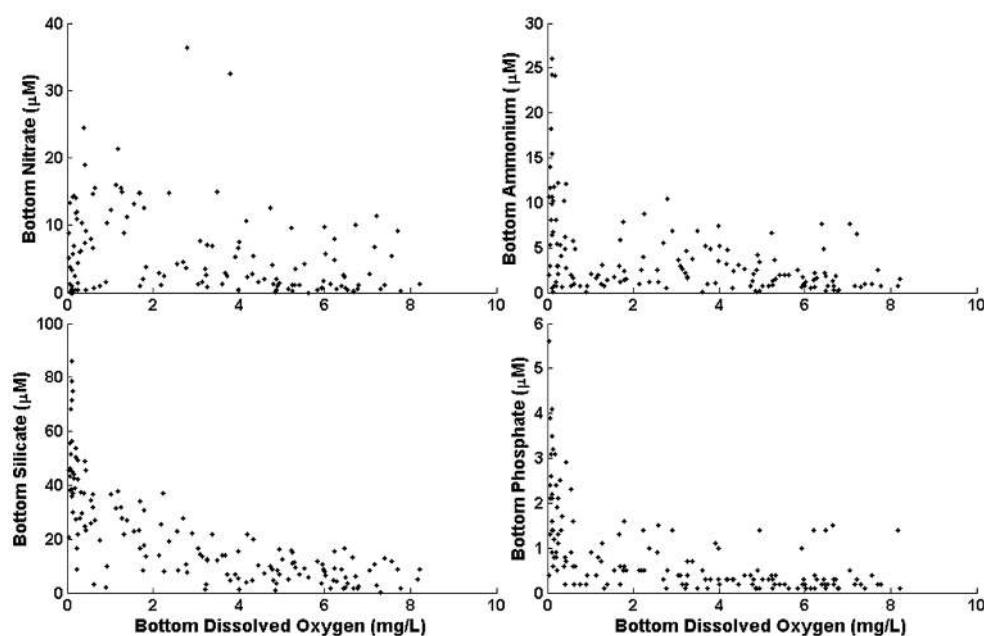 40
30
20
10
0
Bottom Nitrate (μM)
0 2 4 6 8 10
30
25
20
15
10
5
0
Bottom Ammonium (μM)
0 2 4 6 8 10
100
80
60
40
20
0
Bottom Silicate (μM)
0 2 4 6 8 10
Bottom Dissolved Oxygen (mg/L)
6
5
4
3
2
1
0
Bottom Phosphate (μM)
0 2 4 6 8 10
Bottom Dissolved Oxygen (mg/L)